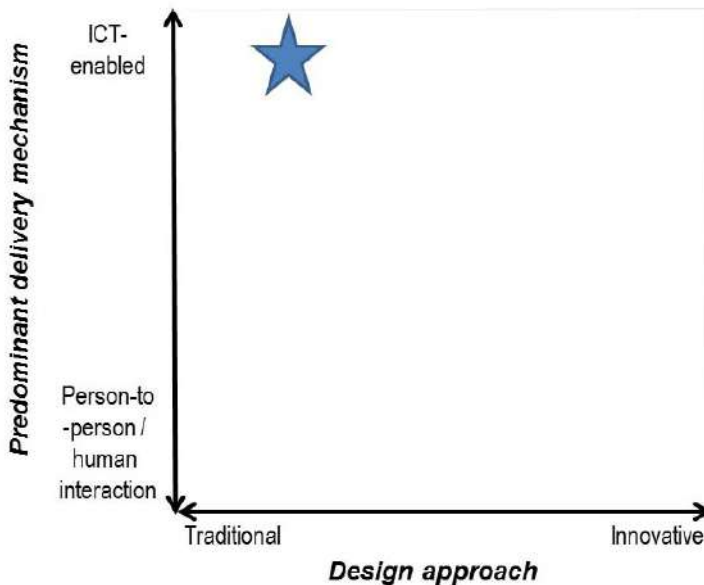 Predominant delivery mechanism
ICT-
enabled
Person-to
-person /
human
interaction
Traditional
Innovative
Design approach